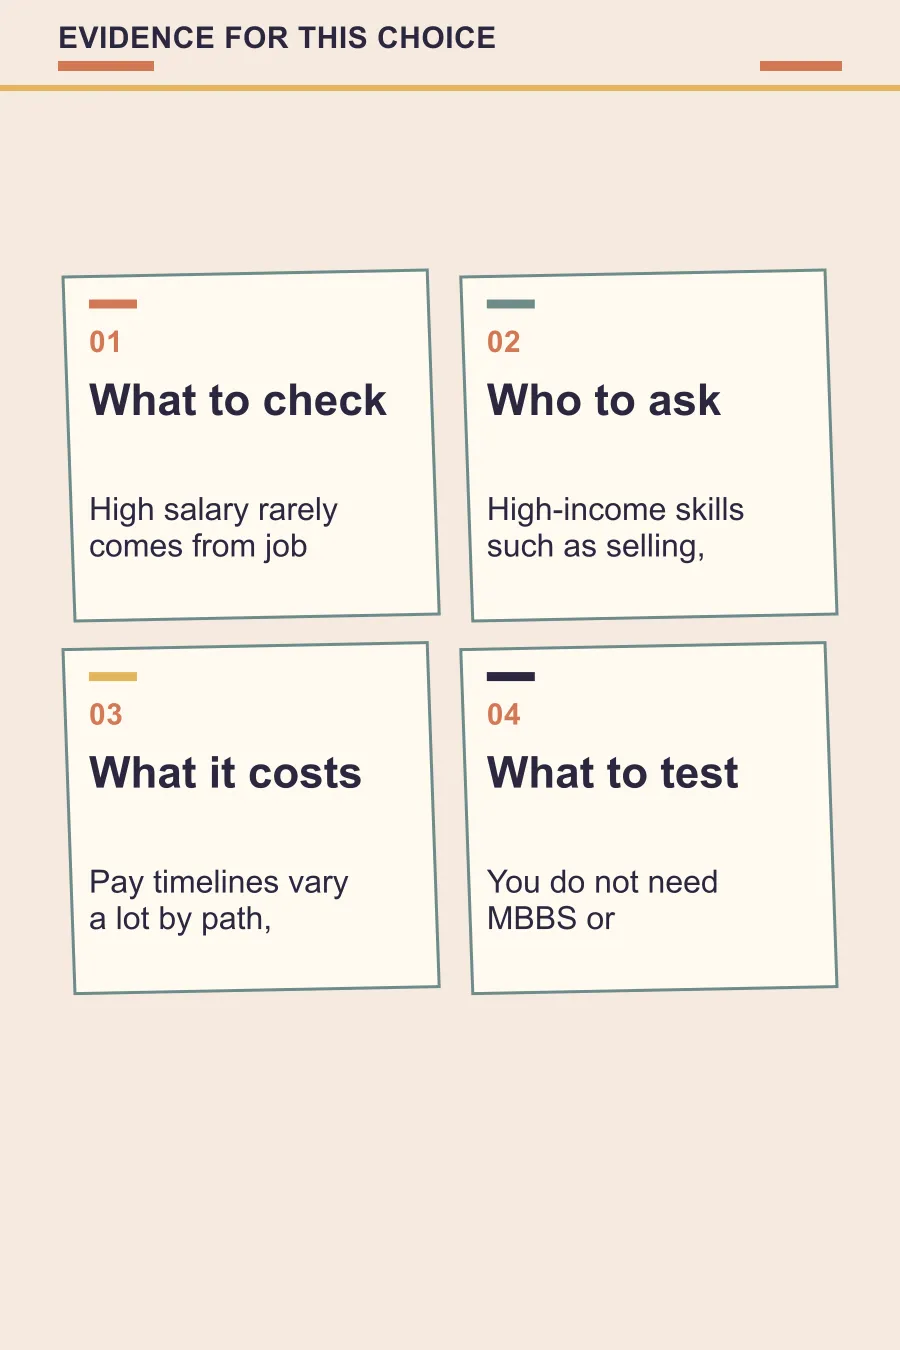 EVIDENCE FOR THIS CHOICE
01
What to check
High salary rarely
comes from job
02
Who to ask
High-income skills
such as selling,
03
What it costs
Pay timelines vary
a lot by path,
04
What to test
You do not need
MBBS or